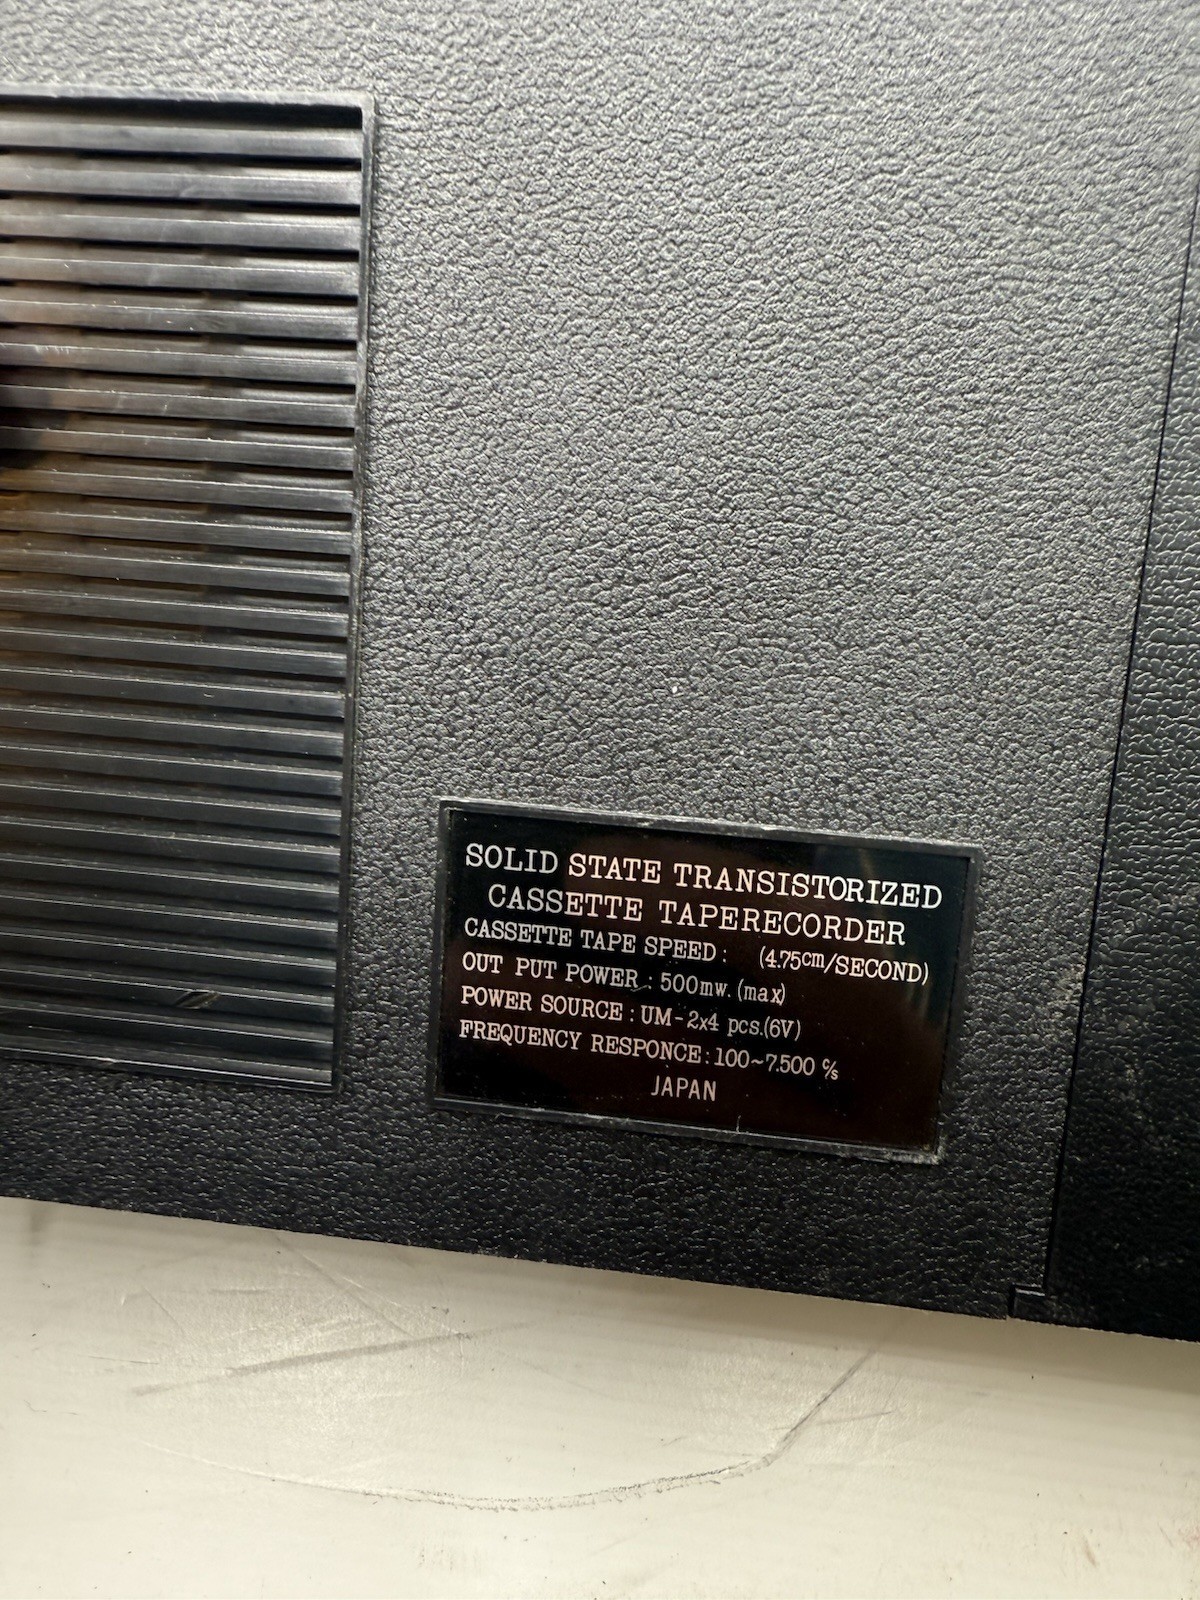 SOLID STATE TRANSISTORIZED
CASSETTE TAPERECORDER
CASSETTE TAPE SPEED: (4.75cm/SECOND)
OUT PUT POWER : 500mw. (max)
POWER SOURCE : UM-2x4 pcs.(6V)
FREQUENCY RESPONCE: 100~7.500 c/s
JAPAN